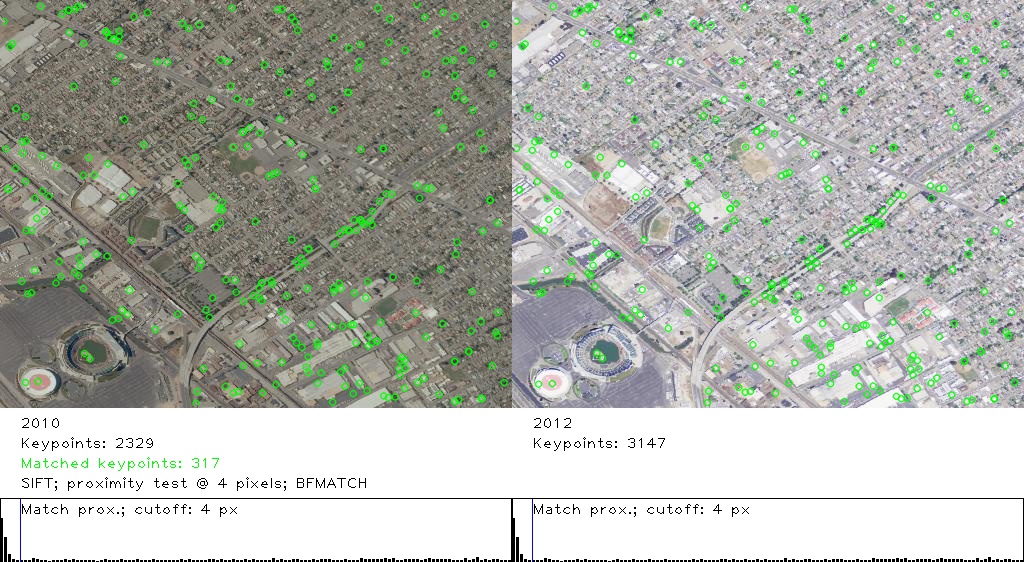 2010
Keypoints: 2329
Matched keypoints: 317
SIFT; proximity test @ 4 pixels; BFMATCH
2012
Keypoints: 3147
Match prox.; cutoff: 4 px
Match prox.; cutoff: 4 px